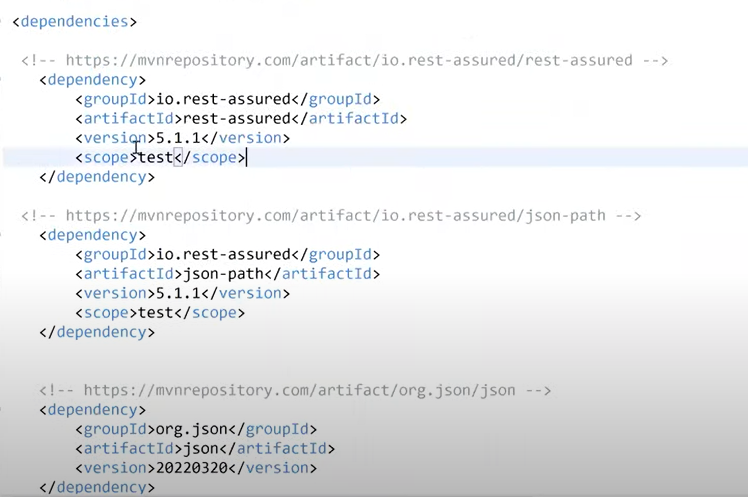 <dependencies>
<!-- https://mvnrepository.com/artifact/io.rest-assured/rest-assured -->
<dependency>
<groupId>io.rest-assured</groupId>
<artifactId>rest-assured</artifactId>
<version>5.1.1</version>
<scope>test</scope>
</dependency>
<!-- https://mvnrepository.com/artifact/io.rest-assured/json-path -->
<dependency>
<groupId>io.rest-assured</groupId>
<artifactId>json-path</artifactId>
<version>5.1.1</version>
<scope>test</scope>
</dependency>
<!-- https://mvnrepository.com/artifact/org.json/json -->
<dependency>
<groupId>org.json</groupId>
<artifactId>json</artifactId>
<version>20220320</version>
</dependency>